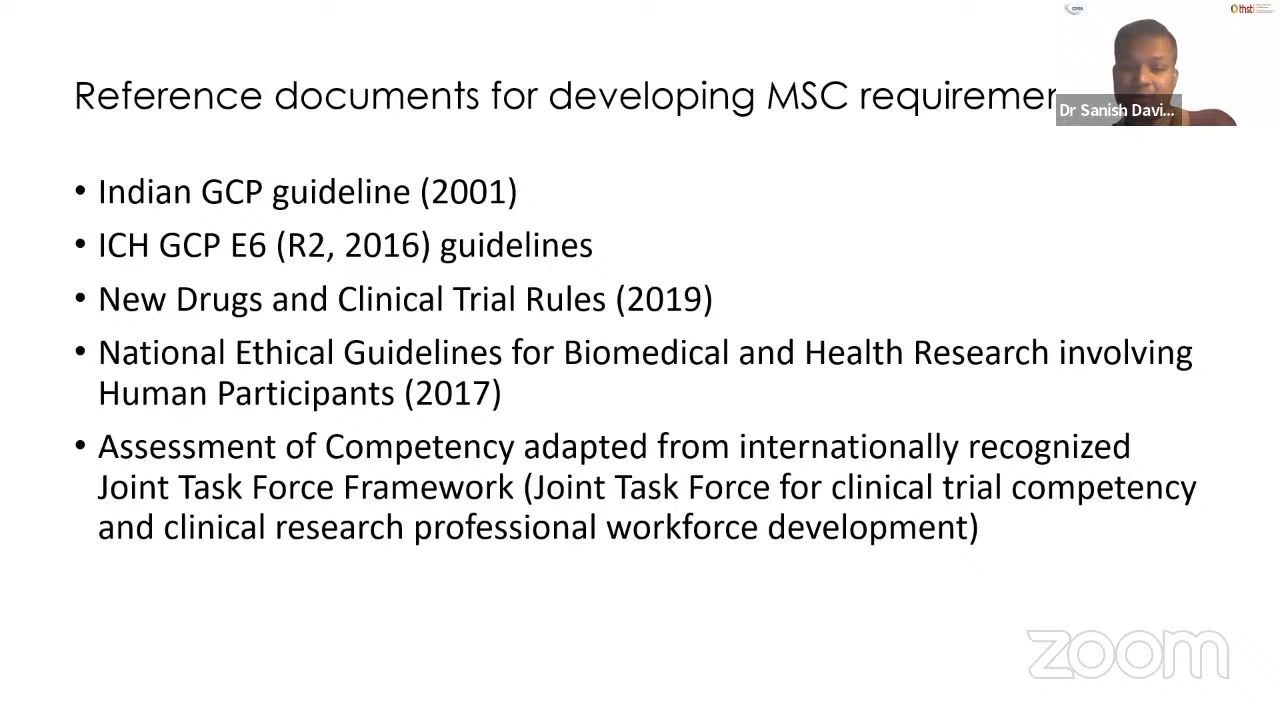 Reference documents for developing MSC requiremen
Dr Sanish Davi...
• Indian GCP guideline (2001)
• ICH GCP E6 (R2, 2016) guidelines
• New Drugs and Clinical Trial Rules (2019)
• National Ethical Guidelines for Biomedical and Health Research involving
Human Participants (2017)
• Assessment of Competency adapted from internationally recognized
Joint Task Force Framework (Joint Task Force for clinical trial competency
and clinical research professional workforce development)
zoom